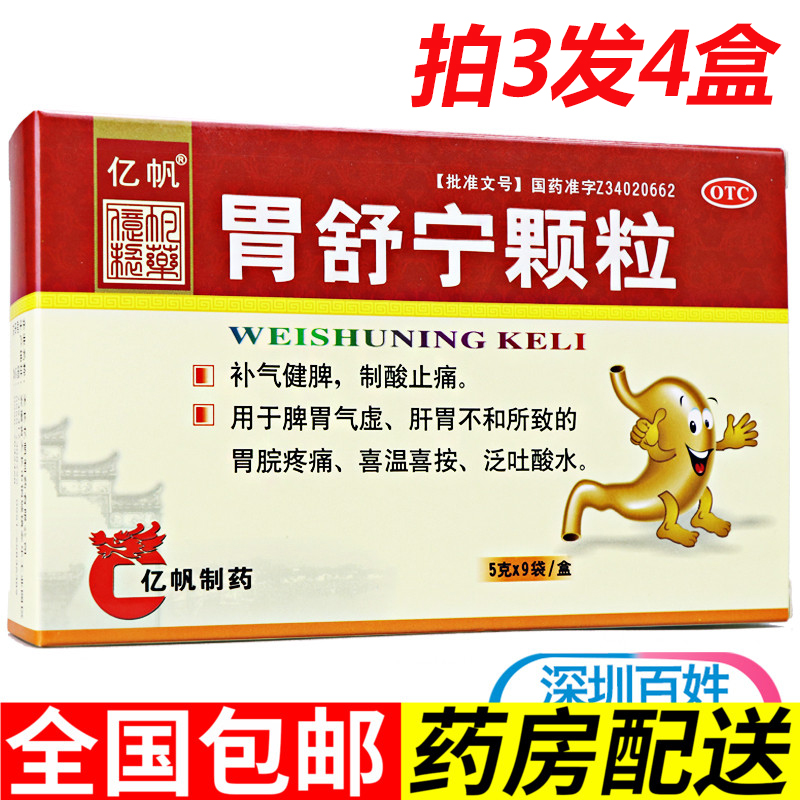 拍3发4盒
亿帆®
億帆製藥
【批准文号】国药准字Z34020662
OTC
胃舒宁颗粒
WEISHUNING KELI
补气健脾，制酸止痛。
用于脾胃气虚、肝胃不和所致的
胃脘疼痛、喜温喜按、泛吐酸水。
亿帆制药
5克x9袋/盒
深圳百姓
全国包邮
药房配送